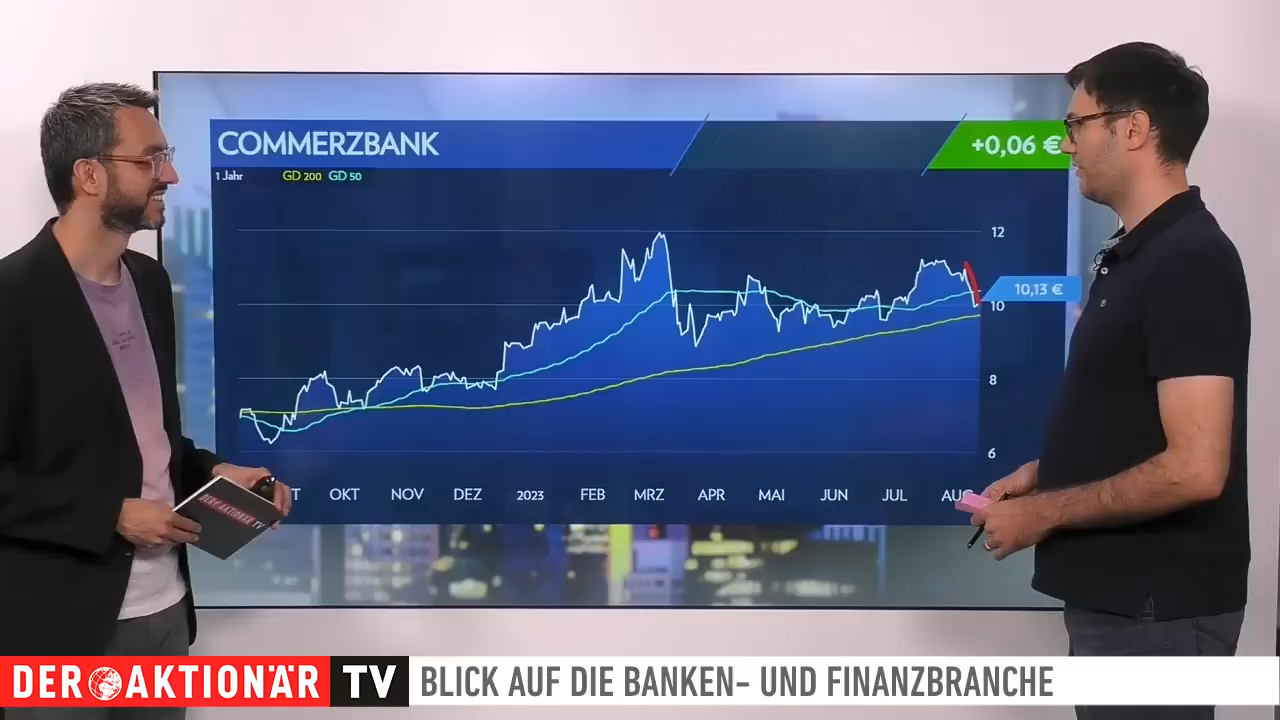 COMMERZBANK
+0,06 €
1 Jahr GD 200 GD 50
12
10,13 €
10
8
6
OKT NOV DEZ 2023 FEB MRZ APR MAI JUN JUL AUG
DER AKTIONÄR TV
DER AKTIONÄR TV BLICK AUF DIE BANKEN- UND FINANZBRANCHE